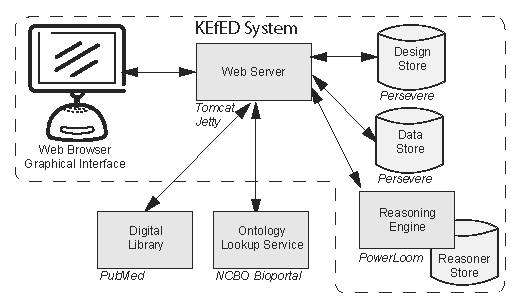 KEfED System
Web Server
Tomcat
Jetty
Design
Store
Persevere
Web Browser
Graphical Interface
Data
Store
Persevere
Digital
Library
PubMed
Ontology
Lookup Service
NCBO Bioportal
Reasoning
Engine
PowerLoom
Reasoner
Store